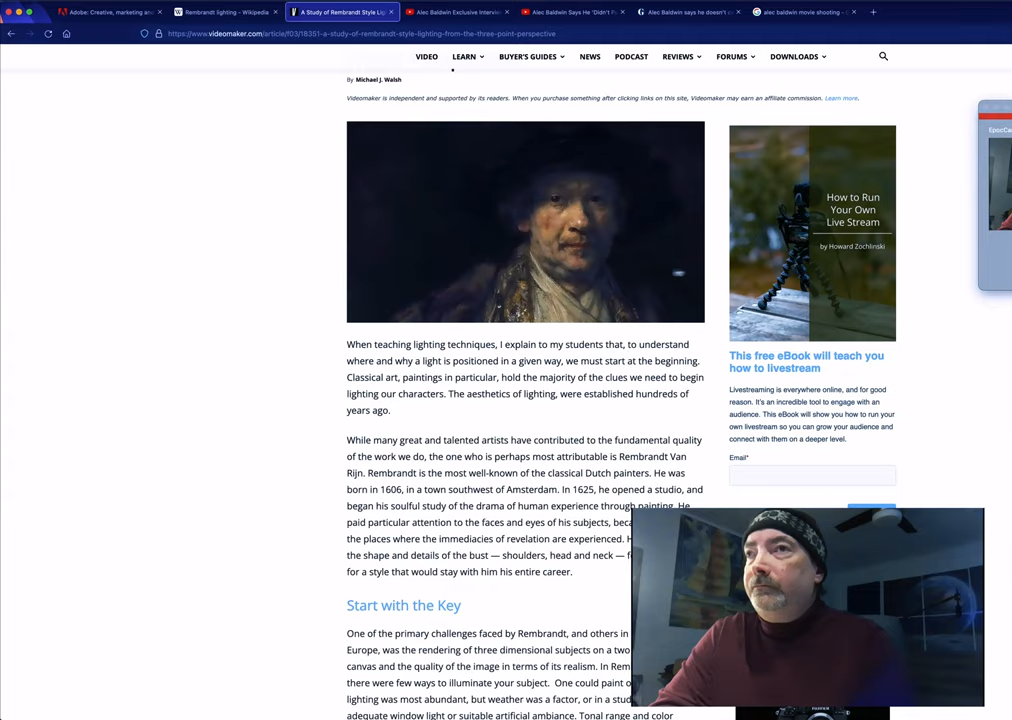 Adobe: Creative, marketing and
Rembrandt lighting - Wikipedia
A Study of Rembrandt Style Lig
Alec Baldwin Exclusive Interview
Alec Baldwin Says He 'Didn't
Alec Baldwin says he doesn't
alec baldwin movie shooting -
https://www.videomaker.com/article/f03/18351-a-study-of-rembrandt-style-lighting-from-the-three-point-perspective
VIDEO LEARN BUYER'S GUIDES NEWS PODCAST REVIEWS FORUMS DOWNLOADS
By Michael J. Walsh
Videomaker is independent and supported by its readers. When you purchase something after clicking links on this site, Videomaker may earn an affiliate commission. Learn more.
When teaching lighting techniques, I explain to my students that, to understand
where and why a light is positioned in a given way, we must start at the beginning.
Classical art, paintings in particular, hold the majority of the clues we need to begin
lighting our characters. The aesthetics of lighting, were established hundreds of
years ago.
While many great and talented artists have contributed to the fundamental quality
of the work we do, the one who is perhaps most attributable is Rembrandt Van
Rijn. Rembrandt is the most well-known of the classical Dutch painters. He was
born in 1606, in a town southwest of Amsterdam. In 1625, he opened a studio, and
began his soulful study of the drama of human experience through painting. He
paid particular attention to the faces and eyes of his subjects, beca
the places where the immediacies of revelation are experienced. H
the shape and details of the bust — shoulders, head and neck — f
for a style that would stay with him his entire career.
Start with the Key
One of the primary challenges faced by Rembrandt, and others in
Europe, was the rendering of three dimensional subjects on a two
canvas and the quality of the image in terms of its realism. In Rem
there were few ways to illuminate your subject. One could paint o
lighting was most abundant, but weather was a factor, or in a stud
adequate window light or suitable artificial ambiance. Tonal range and color
How to Run
Your Own
Live Stream
by Howard Zochlinski
This free eBook will teach you
how to livestream
Livestreaming is everywhere online, and for good
reason. It's an incredible tool to engage with an
audience. This eBook will show you how to run your
own livestream so you can grow your audience and
connect with them on a deeper level.
Email*
EpocCa
FUJIFILM